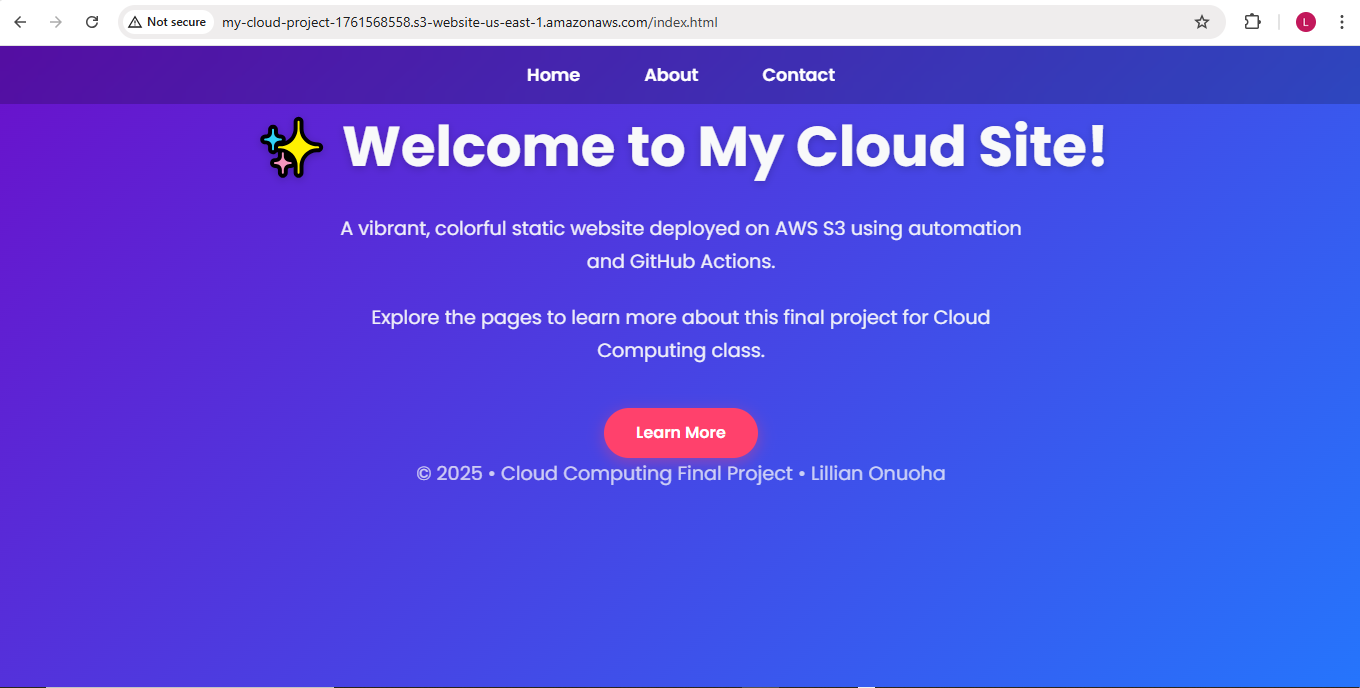 Not secure
my-cloud-project-1761568558.s3-website-us-east-1.amazonaws.com/index.html
L
Home About Contact
Welcome to My Cloud Site!
A vibrant, colorful static website deployed on AWS S3 using automation
and GitHub Actions.
Explore the pages to learn more about this final project for Cloud
Computing class.
Learn More
© 2025 • Cloud Computing Final Project • Lillian Onuoha